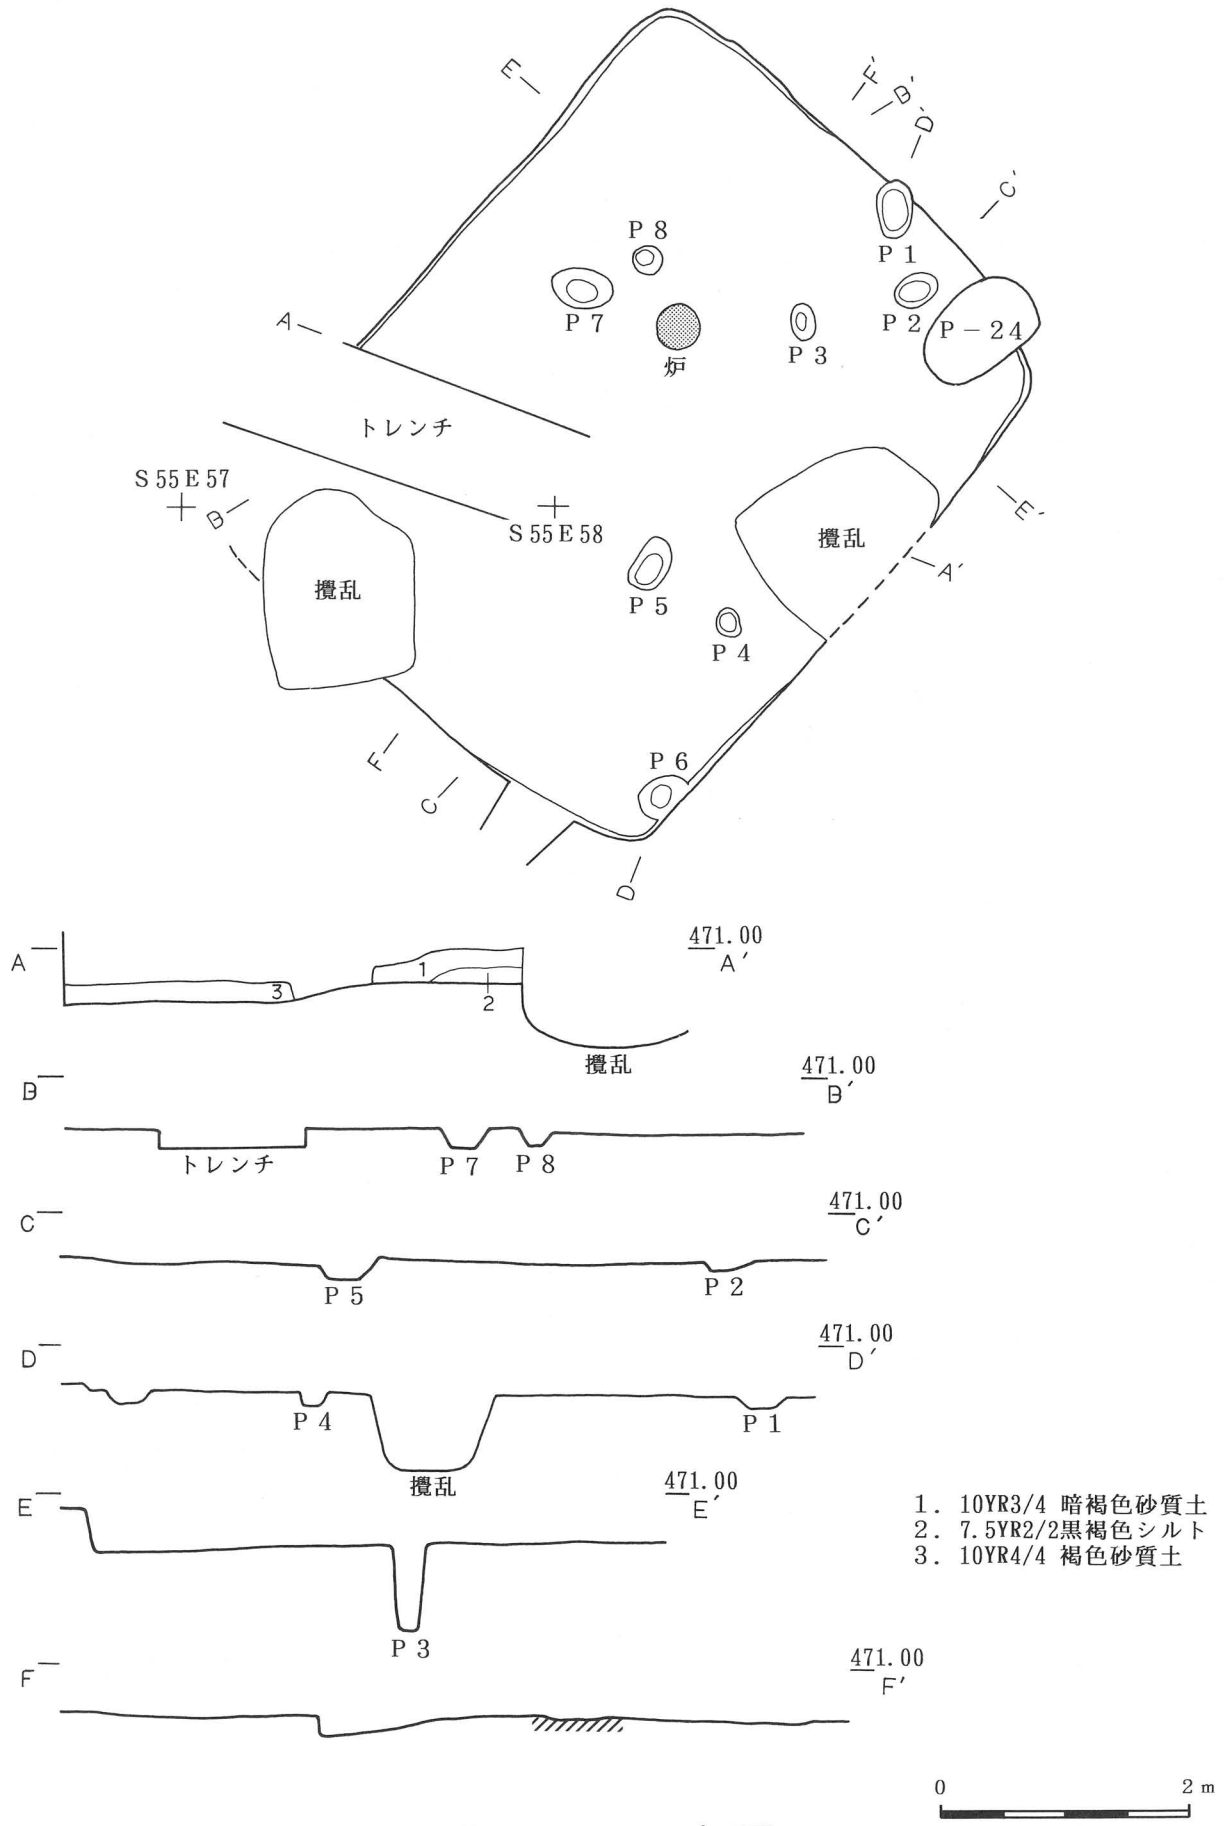 E
F′
B′
D′
C′
P 8
P 1
P 7
P 2
P－24
A
炉
P 3
トレンチ
S 55 E 57
B
S 55 E 58
E′
攪乱
A′
攪乱
P 5
P 4
F
P 6
C
D
A
471.00
A′
1
3
2
攪乱
B
471.00
B′
トレンチ
P 7
P 8
C
471.00
C′
P 5
P 2
D
471.00
D′
P 4
P 1
攪乱
E
471.00
E′
1. 10YR3/4 暗褐色砂質土
2. 7.5YR2/2黒褐色シルト
3. 10YR4/4 褐色砂質土
P 3
F
471.00
F′
0
2 m